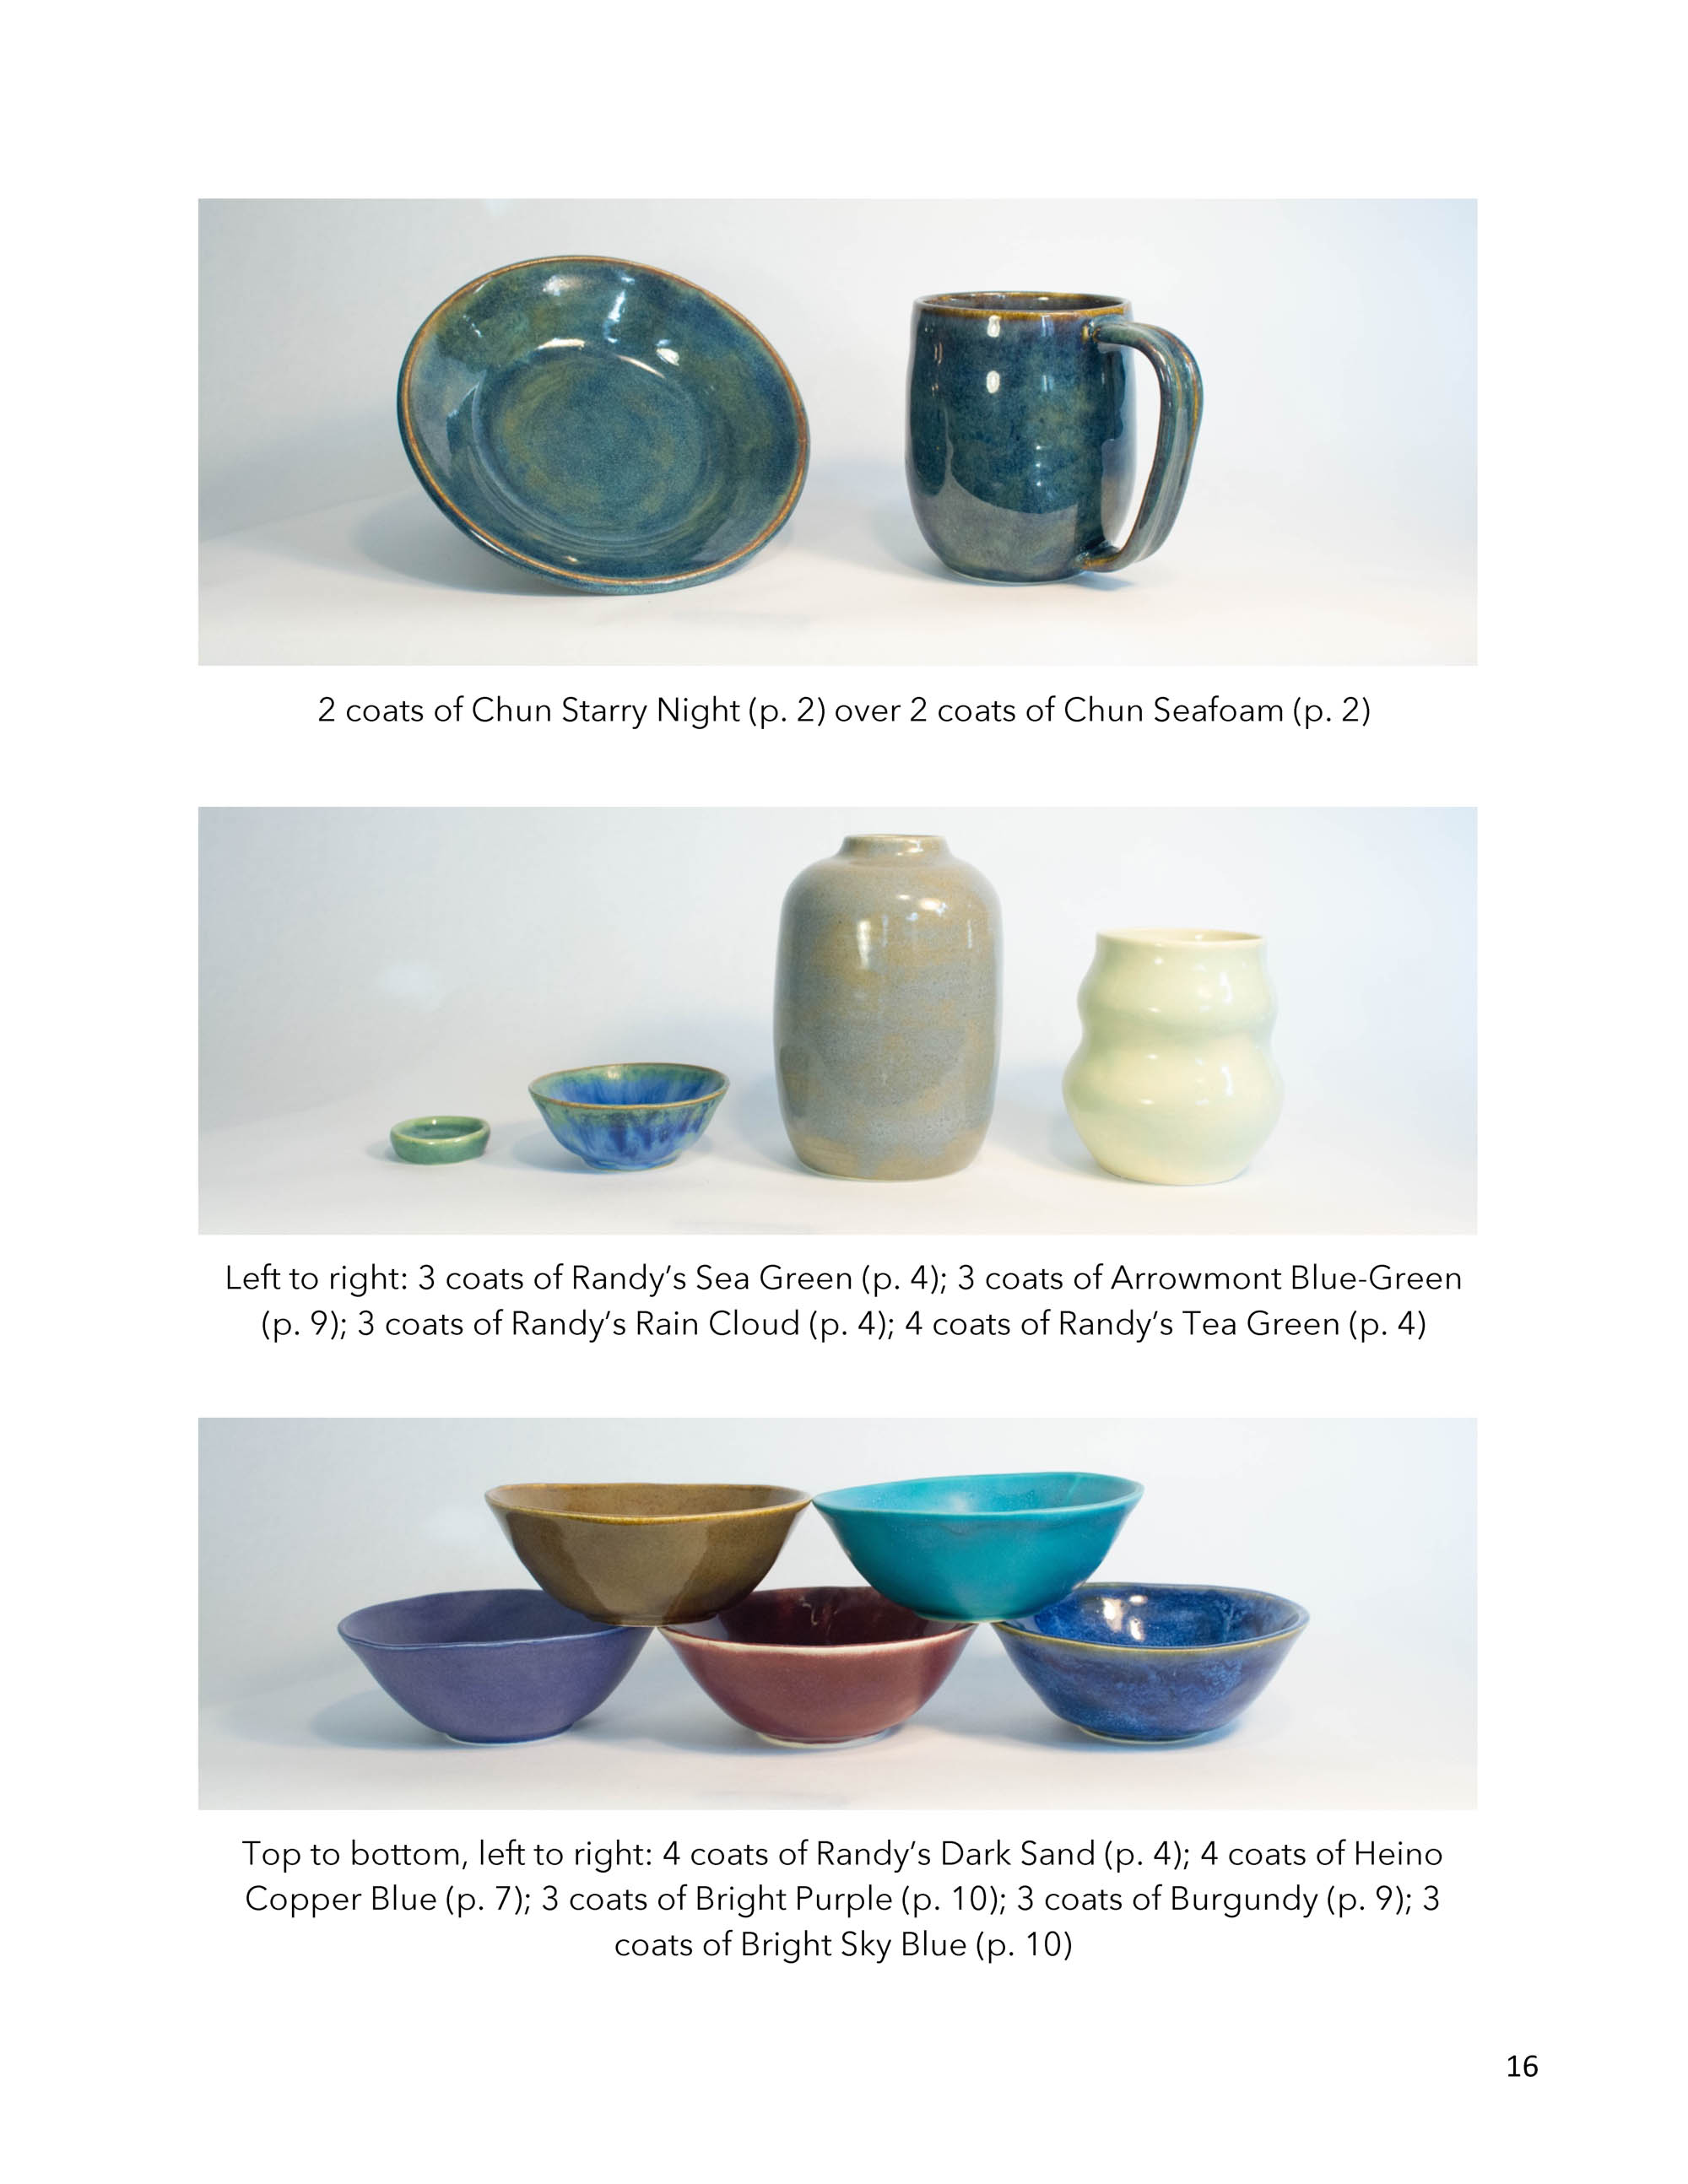 2 coats of Chun Starry Night (p. 2) over 2 coats of Chun Seafoam (p. 2)
Left to right: 3 coats of Randy’s Sea Green (p. 4); 3 coats of Arrowmont Blue-Green
(p. 9); 3 coats of Randy’s Rain Cloud (p. 4); 4 coats of Randy’s Tea Green (p. 4)
Top to bottom, left to right: 4 coats of Randy’s Dark Sand (p. 4); 4 coats of Heino
Copper Blue (p. 7); 3 coats of Bright Purple (p. 10); 3 coats of Burgundy (p. 9); 3
coats of Bright Sky Blue (p. 10)
16